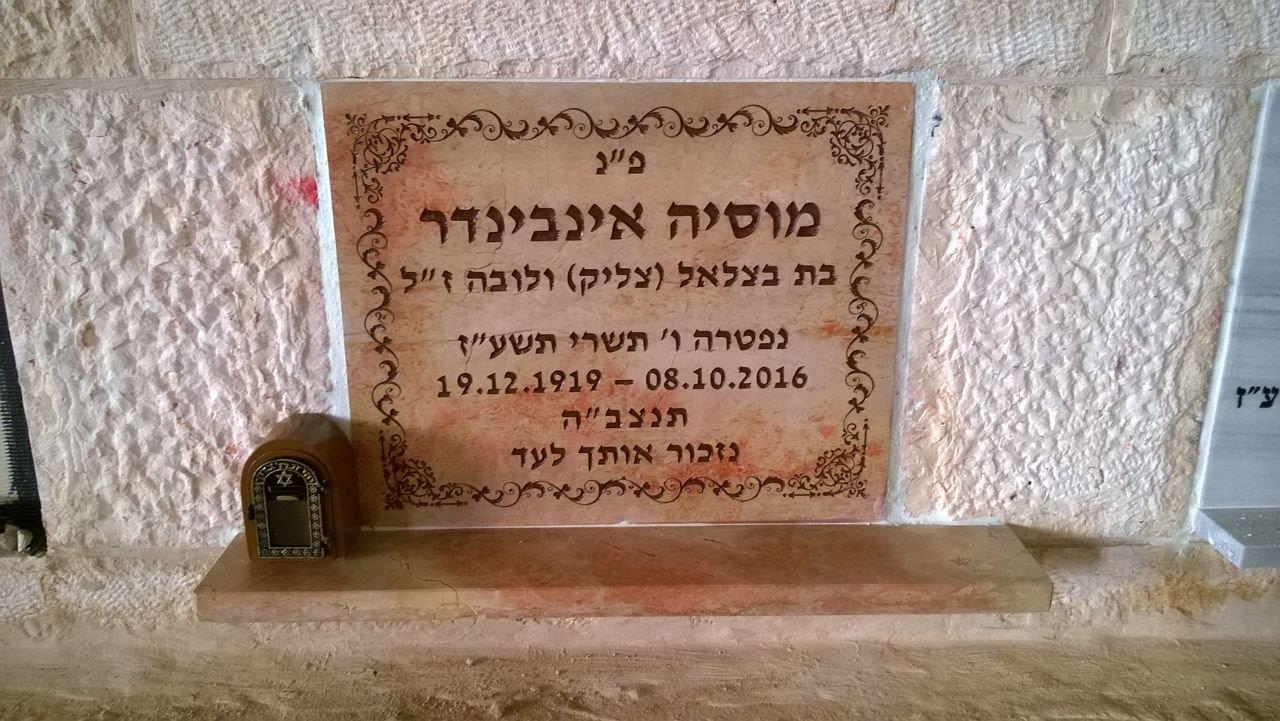 פ״נ
מוסיה אינבינדר
בת בצלאל (צליק) ולובה ז״ל
נפטרה ו' תשרי תשע״ז
19.12.1919 – 08.10.2016
תנצב״ה
נזכור אותך לעד
ע״ז